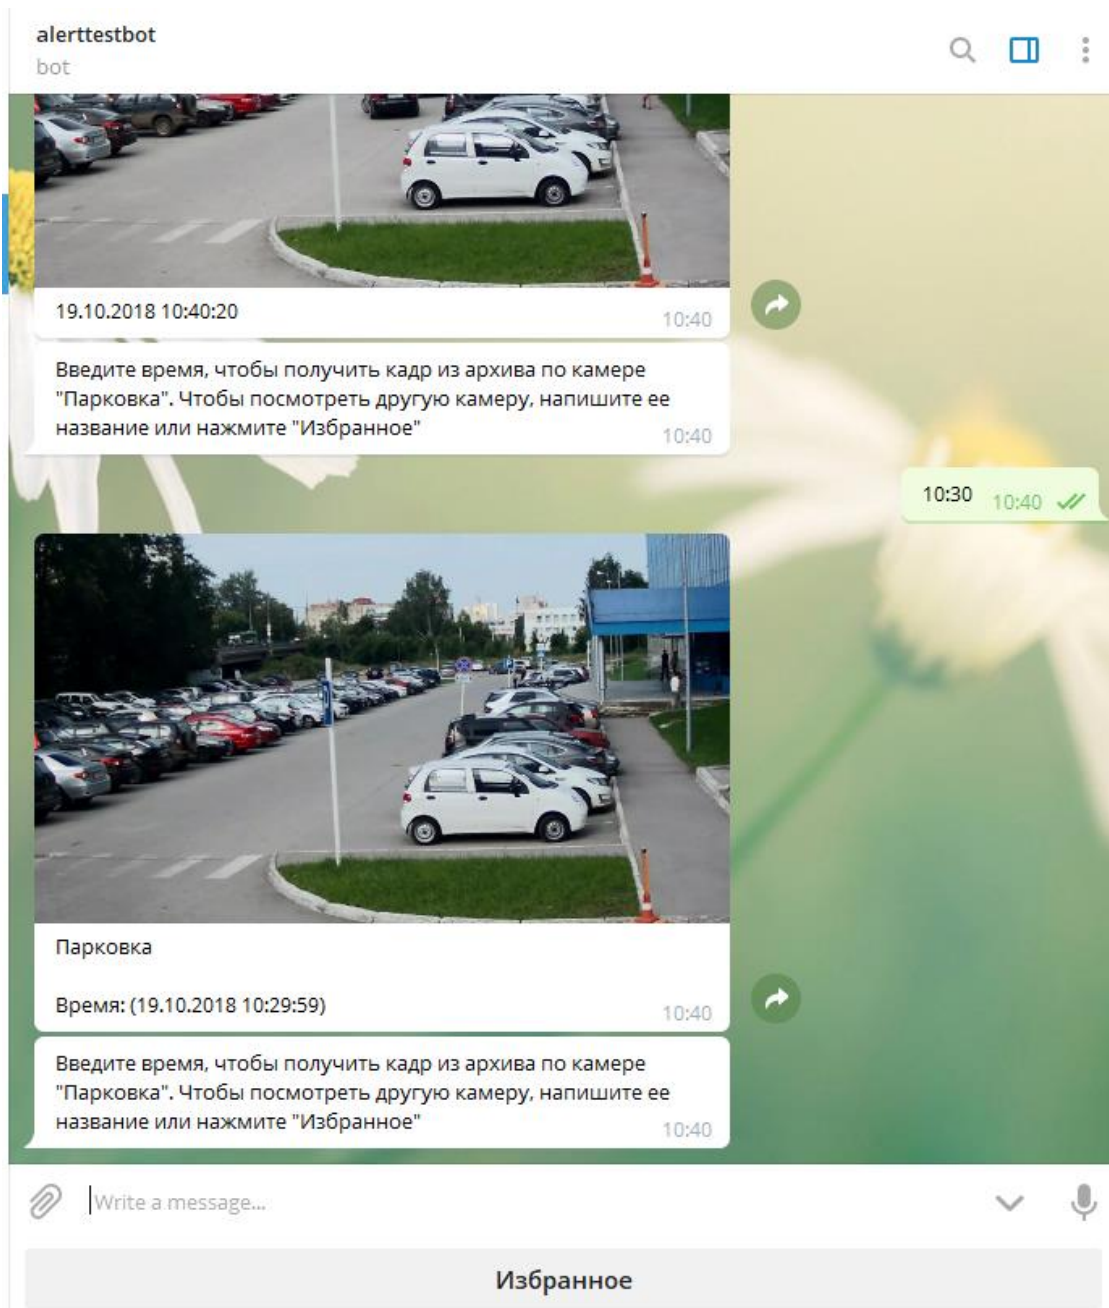 alerttestbot
bot
19.10.2018 10:40:20
10:40
Введите время, чтобы получить кадр из архива по камере
"Парковка". Чтобы посмотреть другую камеру, напишите ее
название или нажмите "Избранное"
10:40
10:30 10:40
Парковка
Время: (19.10.2018 10:29:59)
10:40
Введите время, чтобы получить кадр из архива по камере
"Парковка". Чтобы посмотреть другую камеру, напишите ее
название или нажмите "Избранное"
10:40
Write a message...
Избранное